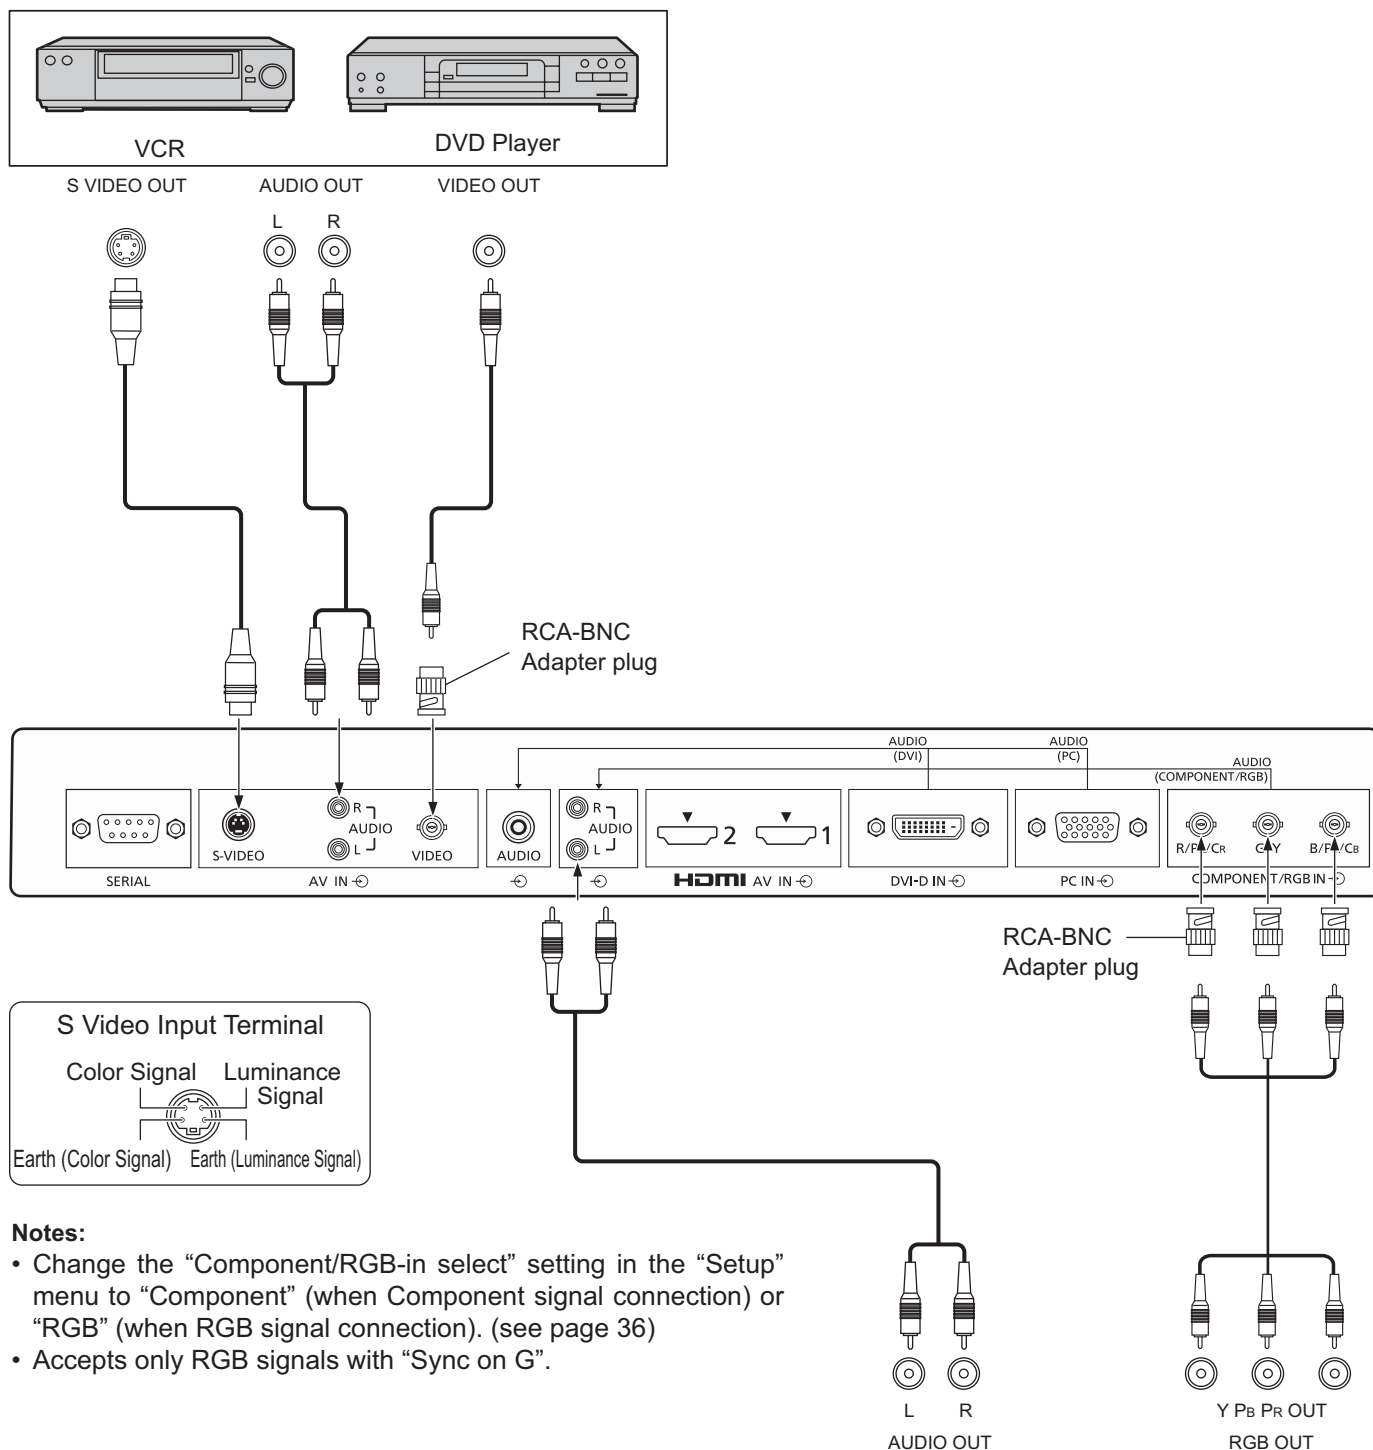 VCR
DVD Player
S VIDEO OUT
AUDIO OUT
VIDEO OUT
L
R
RCA-BNC
Adapter plug
AUDIO
(DVI)
AUDIO
(PC)
AUDIO
(COMPONENT/RGB)
SERIAL
S-VIDEO
R
AUDIO
L
VIDEO
AV IN
AUDIO
R
AUDIO
L
2
1
HDMI AV IN
DVI-D IN
PC IN
R/PR/CR
G/Y
B/PB/CB
COMPONENT/RGB IN
RCA-BNC
Adapter plug
S Video Input Terminal
Color Signal
Luminance
Signal
Earth (Color Signal)
Earth (Luminance Signal)
Notes:
• Change the “Component/RGB-in select” setting in the “Setup”
menu to “Component” (when Component signal connection) or
“RGB” (when RGB signal connection). (see page 36)
• Accepts only RGB signals with “Sync on G”.
L
R
AUDIO OUT
Y PB PR OUT
RGB OUT